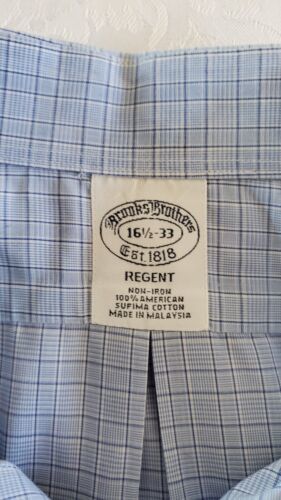 Brooks Brothers
16½-33
Est. 1818
REGENT
NON-IRON
100% AMERICAN
SUPIMA COTTON
MADE IN MALAYSIA